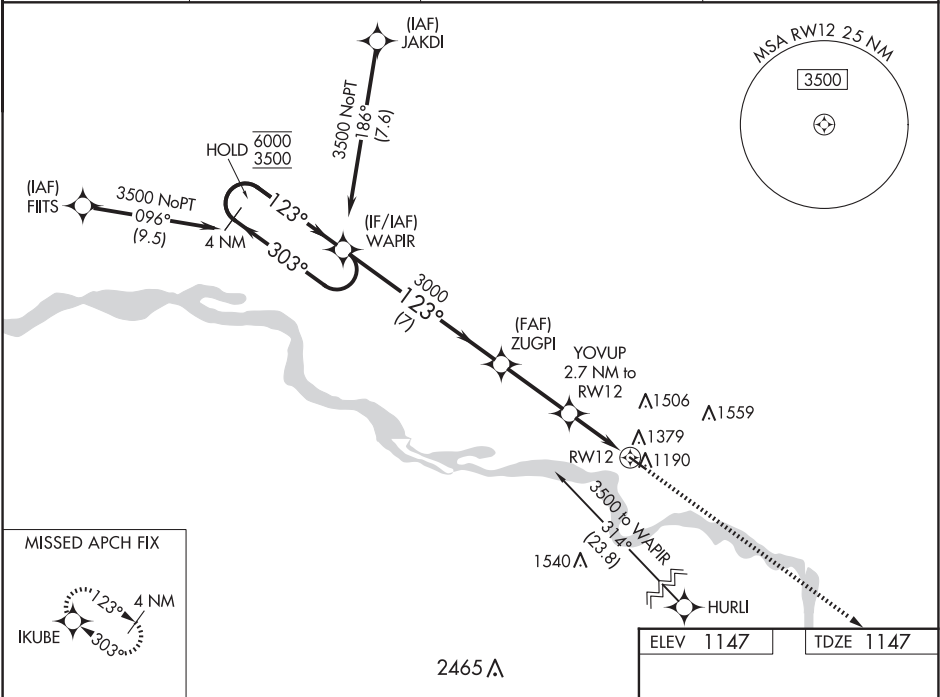 (IAF)
JAKDI
MSA RW12 25 NM
3500
3500 NoPT
186°
(7.6)
HOLD
6000
3500
(IAF)
FIITS
3500 NoPT
096°
(9.5)
4 NM
123°
303°
(IF/IAF)
WAPIR
3000
123°
(7)
(FAF)
ZUGPI
YOVUP
2.7 NM to
RW12
1506
1559
1379
RW12
1190
3500 to WAPIR
314°
(23.8)
1540
HURLI
MISSED APCH FIX
123°
4 NM
IKUBE
303°
2465
ELEV 1147
TDZE 1147